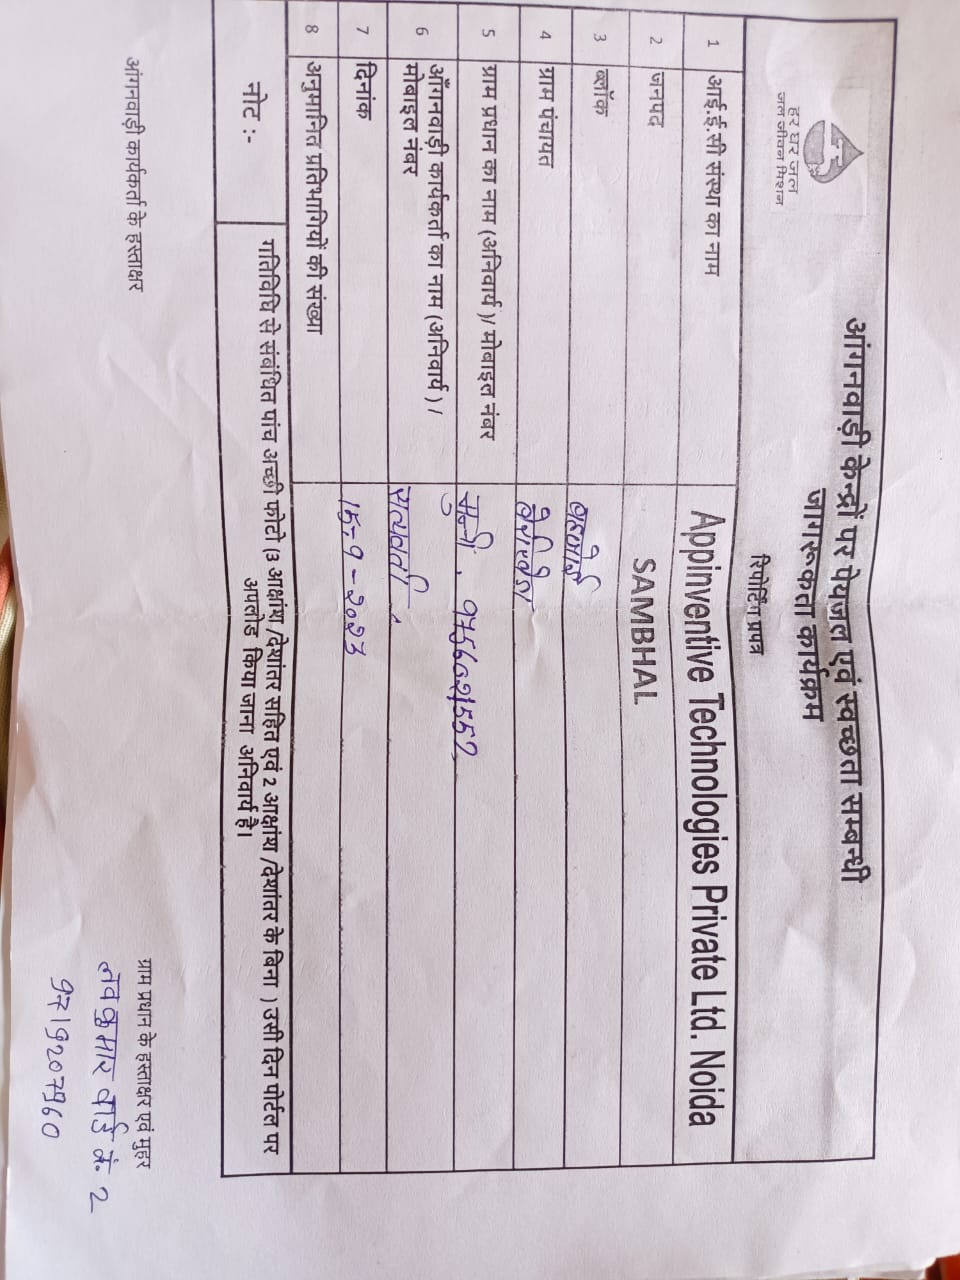 हर घर जल
जल जीवन मिशन
आंगनवाड़ी केन्द्रों पर पेयजल एवं स्वच्छता सम्बन्धी
जागरूकता कार्यक्रम
रिपोर्टिंग प्रपत्र
1 आई.ई.सी संस्था का नाम Appinventive Technologies Private Ltd. Noida
2 जनपद SAMBHAL
3 ब्लॉक बहजोई
4 ग्राम पंचायत
5 ग्राम प्रधान का नाम (अनिवार्य )/ मोबाइल नंबर
6 आँगनवाड़ी कार्यकर्ता का नाम (अनिवार्य ) / सत्यवती
मोबाइल नंबर
7 दिनांक 15-9-2023
8 अनुमानित प्रतिभागियों की संख्या
नोट :- गतिविधि से संबंधित पांच अच्छी फोटो (3 आक्षांश /देशांतर सहित एवं 2 आक्षांश /देशांतर के बिना ) उसी दिन पोर्टल पर
अपलोड किया जाना अनिवार्य है।
आंगनवाड़ी कार्यकर्ता के हस्ताक्षर ग्राम प्रधान के हस्ताक्षर एवं मुहर
लवकुमार वार्ड नं. 2